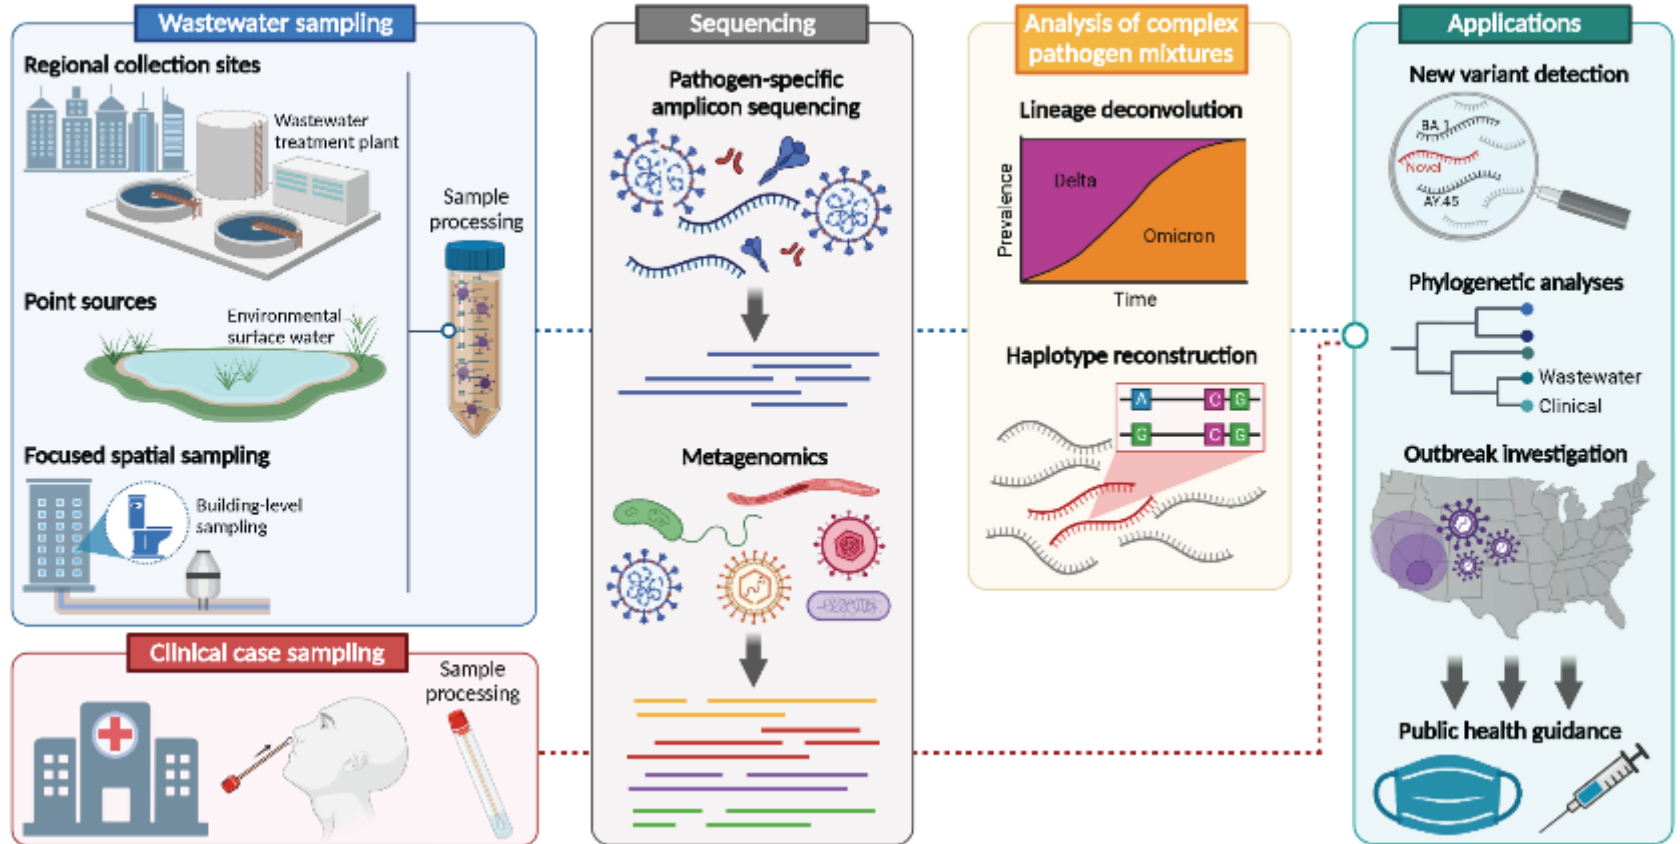 Wastewater sampling
Regional collection sites
Wastewater
treatment plant
Sample
processing
Point sources
Environmental
surface water
Focused spatial sampling
Building-level
sampling
Clinical case sampling
Sample
processing
Sequencing
Pathogen-specific
amplicon sequencing
Metagenomics
Analysis of complex
pathogen mixtures
Lineage deconvolution
Prevalence
Delta
Omicron
Time
Haplotype reconstruction
A C G
G C G
Applications
New variant detection
BA.1
Novel
AY.45
Phylogenetic analyses
Wastewater
Clinical
Outbreak investigation
Public health guidance